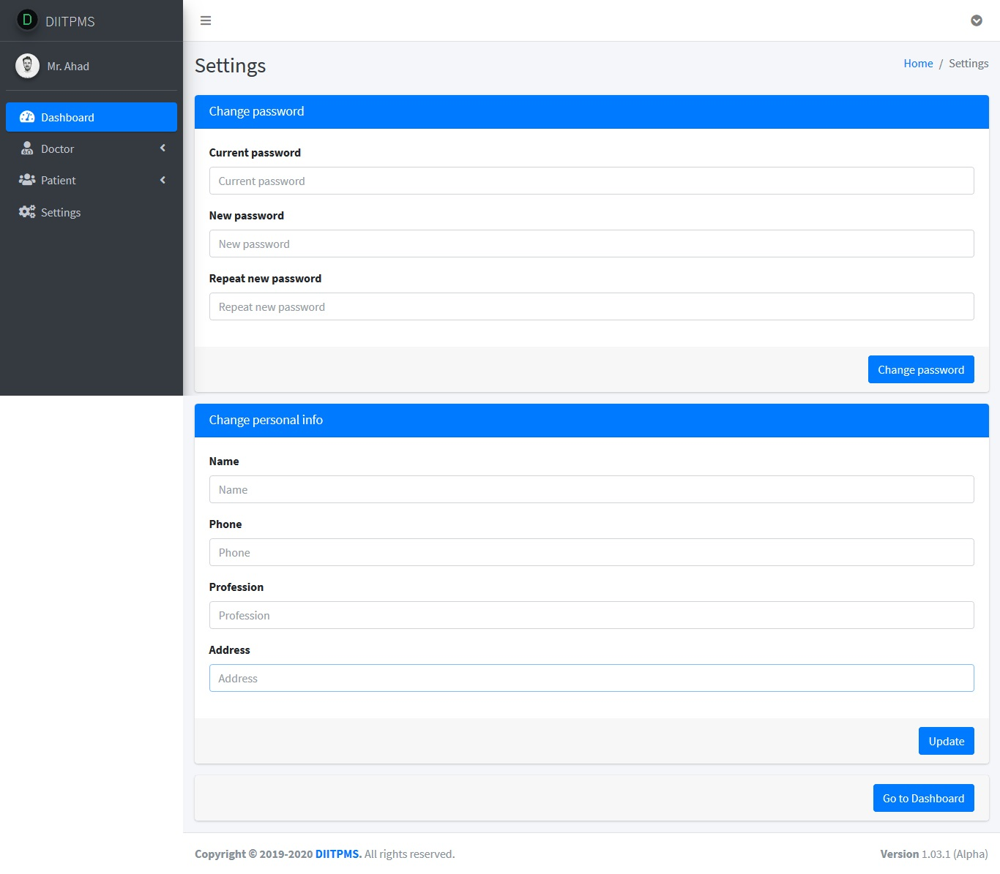 D DIITPMS
Mr. Ahad
Dashboard
Doctor
Patient
Settings
Settings
Home / Settings
Change password
Current password
Current password
New password
New password
Repeat new password
Repeat new password
Change password
Change personal info
Name
Name
Phone
Phone
Profession
Profession
Address
Address
Update
Go to Dashboard
Copyright © 2019-2020 DIITPMS. All rights reserved.
Version 1.03.1 (Alpha)